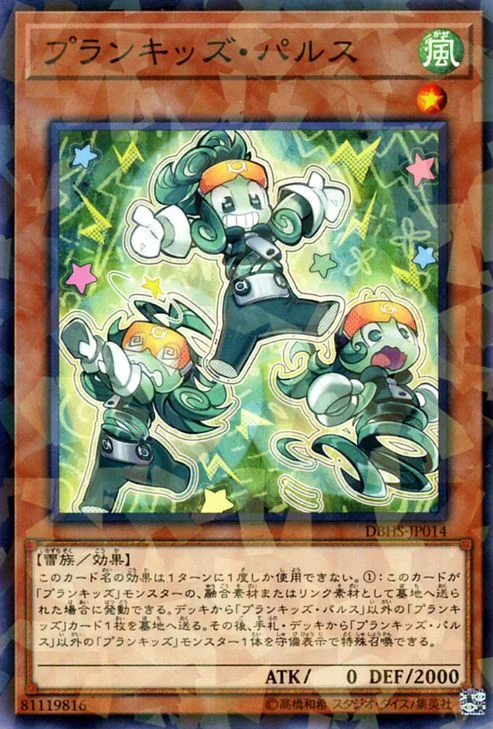 プランキッズ・パルス
風
DBHS-JP014
【雷族／効果】
このカード名の効果は1ターンに1度しか使用できない。①:このカードが
「プランキッズ」モンスターの、融合素材またはリンク素材として墓地へ送ら
れた場合に発動できる。デッキから「プランキッズ・パルス」以外の「プランキッ
ズ」カード1枚を墓地へ送る。その後、手札・デッキから「プランキッズ・パル
ス」以外の「プランキッズ」モンスター1体を守備表示で特殊召喚できる。
ATK/ 0 DEF/2000
81119816 ©高橋和希 スタジオ・ダイス/集英社